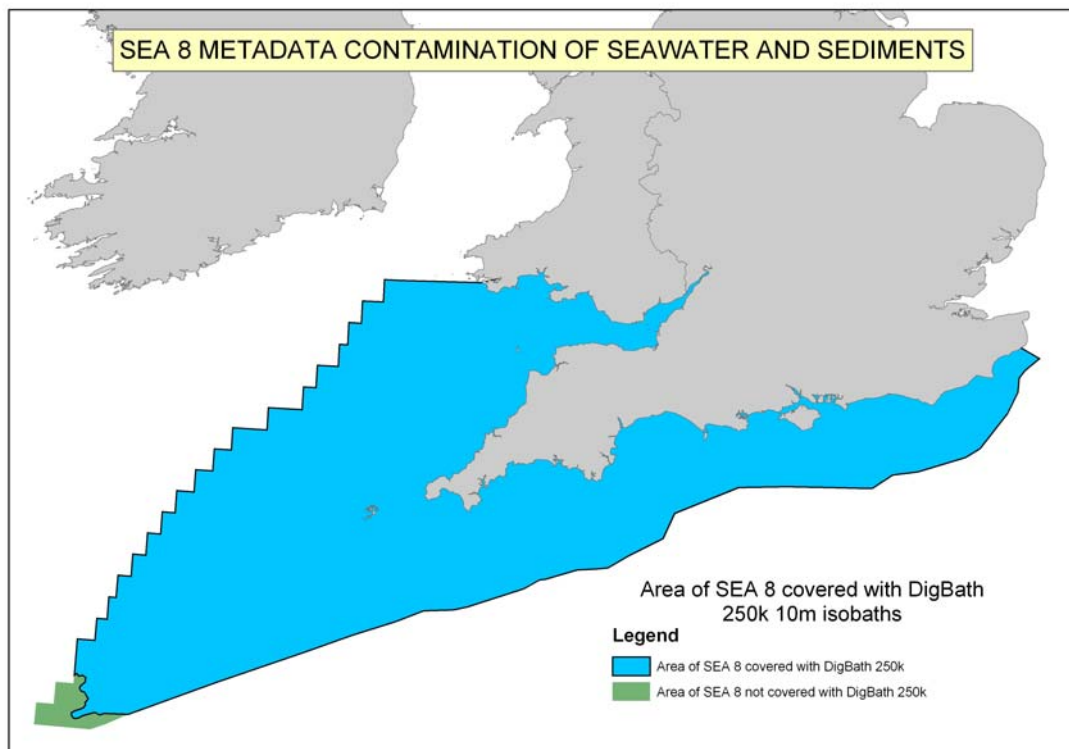 SEA 8 METADATA CONTAMINATION OF SEAWATER AND SEDIMENTS
Area of SEA 8 covered with DigBath
250k 10m isobaths
Legend
Area of SEA 8 covered with DigBath 250k
Area of SEA 8 not covered with DigBath 250k